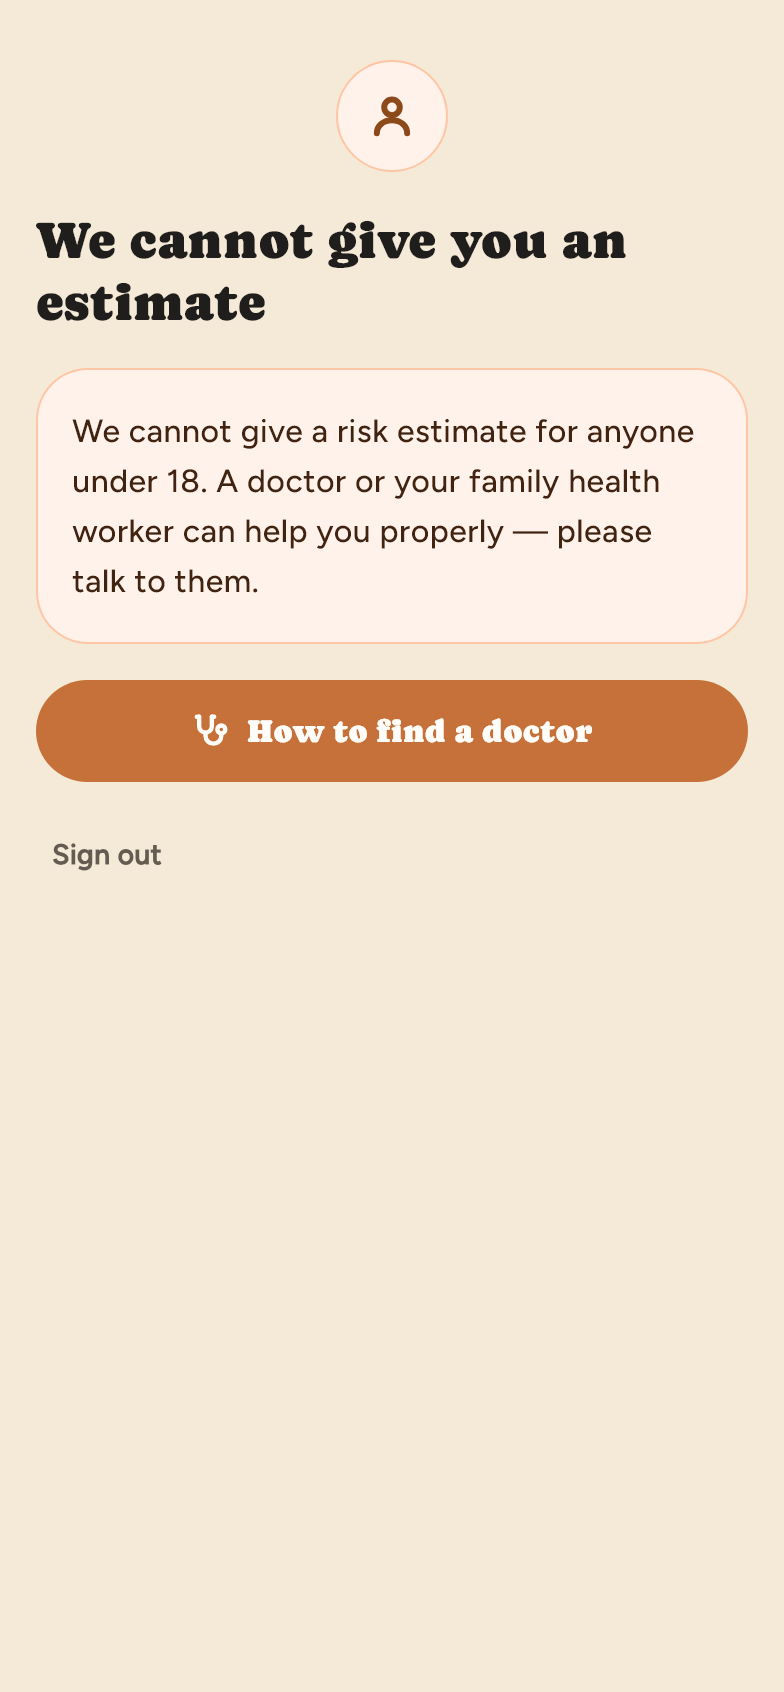 We cannot give you an
estimate
We cannot give a risk estimate for anyone
under 18. A doctor or your family health
worker can help you properly — please
talk to them.
How to find a doctor
Sign out